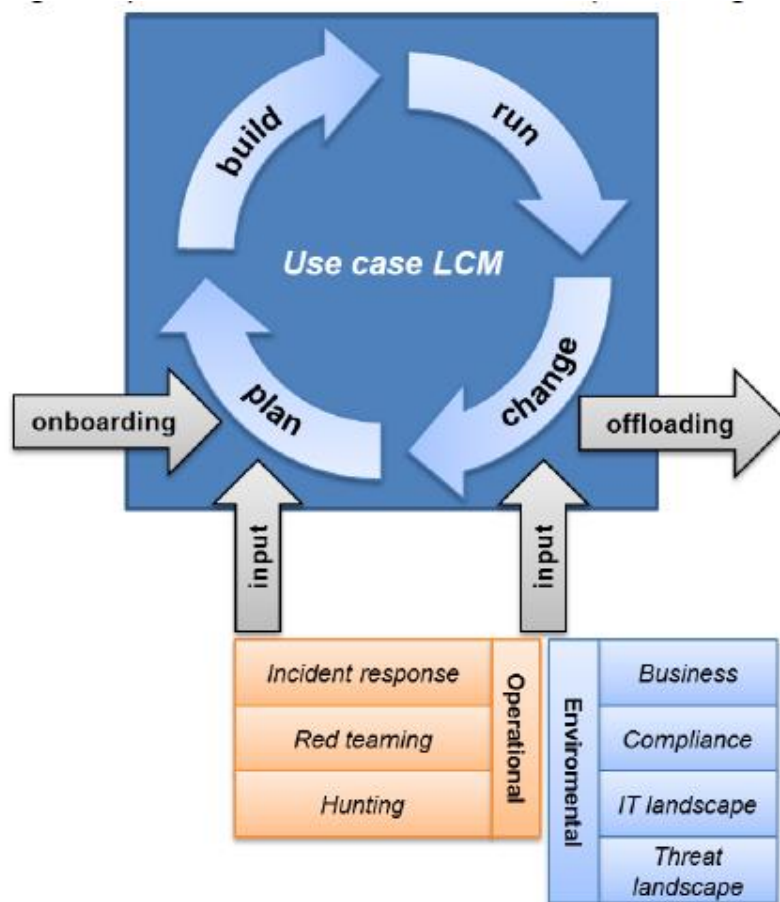 build
run
Use case LCM
plan
change
onboarding
offloading
input
input
Incident response
Red teaming
Hunting
Operational
Enviromental
Business
Compliance
IT landscape
Threat
landscape